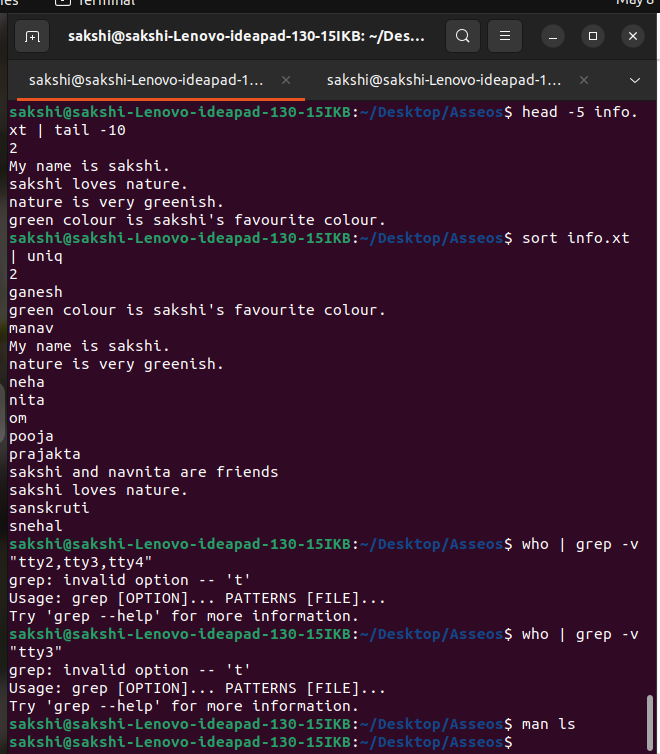 Terminal
May 8
sakshi@sakshi-Lenovo-ideapad-130-15IKB: ~/Des...
sakshi@sakshi-Lenovo-ideapad-1...
sakshi@sakshi-Lenovo-ideapad-1...
sakshi@sakshi-Lenovo-ideapad-130-15IKB:~/Desktop/Asseos$ head -5 info.
xt | tail -10
2
My name is sakshi.
sakshi loves nature.
nature is very greenish.
green colour is sakshi's favourite colour.
sakshi@sakshi-Lenovo-ideapad-130-15IKB:~/Desktop/Asseos$ sort info.xt
| uniq
2
ganesh
green colour is sakshi's favourite colour.
manav
My name is sakshi.
nature is very greenish.
neha
nita
om
pooja
prajakta
sakshi and navnita are friends
sakshi loves nature.
sanskruti
snehal
sakshi@sakshi-Lenovo-ideapad-130-15IKB:~/Desktop/Asseos$ who | grep -v
"tty2,tty3,tty4"
grep: invalid option -- 't'
Usage: grep [OPTION]... PATTERNS [FILE]...
Try 'grep --help' for more information.
sakshi@sakshi-Lenovo-ideapad-130-15IKB:~/Desktop/Asseos$ who | grep -v
"tty3"
grep: invalid option -- 't'
Usage: grep [OPTION]... PATTERNS [FILE]...
Try 'grep --help' for more information.
sakshi@sakshi-Lenovo-ideapad-130-15IKB:~/Desktop/Asseos$ man ls
sakshi@sakshi-Lenovo-ideapad-130-15IKB:~/Desktop/Asseos$